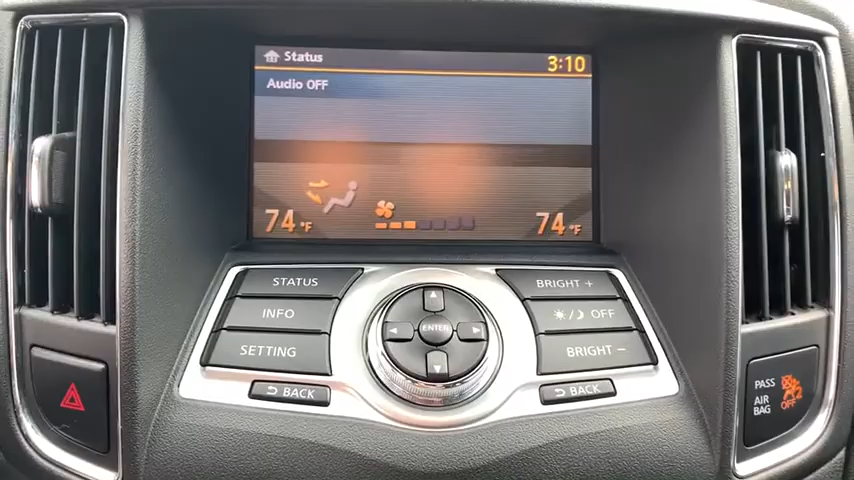 Status
3:10
Audio OFF
74°F
74°F
STATUS
INFO
SETTING
BACK
ENTER
BRIGHT +
OFF
BRIGHT −
BACK
PASS
AIR
BAG
OFF